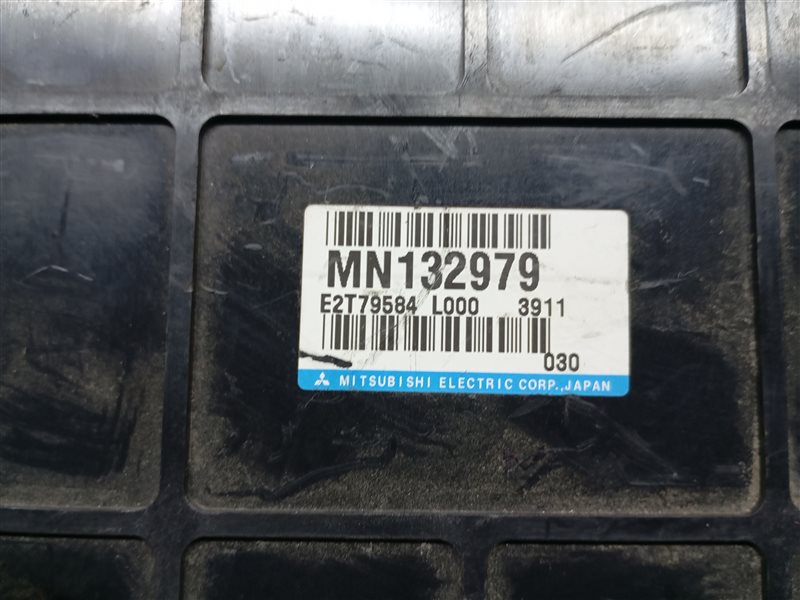 MN132979
E2T79584 L000 3911
030
MITSUBISHI ELECTRIC CORP.,JAPAN